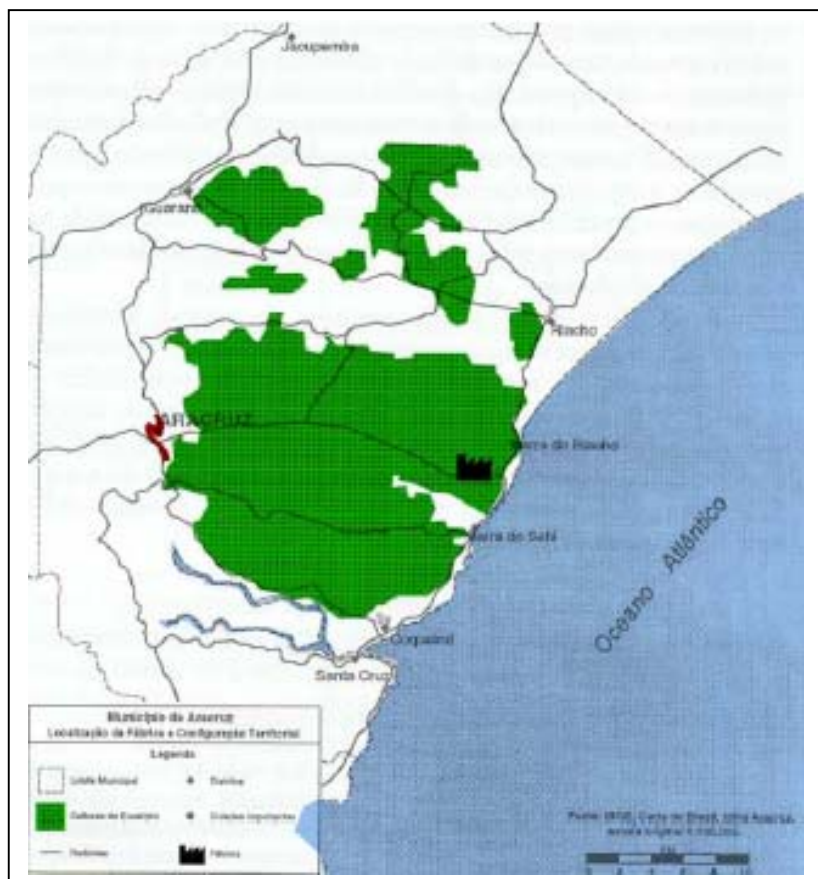 Jacupemba
Guaraná
Riacho
ARACRUZ
Barra do Riacho
Barra do Sahi
Coqueiral
Santa Cruz
Oceano Atlântico
Município de Aracruz
Localização da Fábrica e Configuração Territorial
Legenda
Limite Municipal
Culturas de Eucalipto
Rodovias
Fábrica